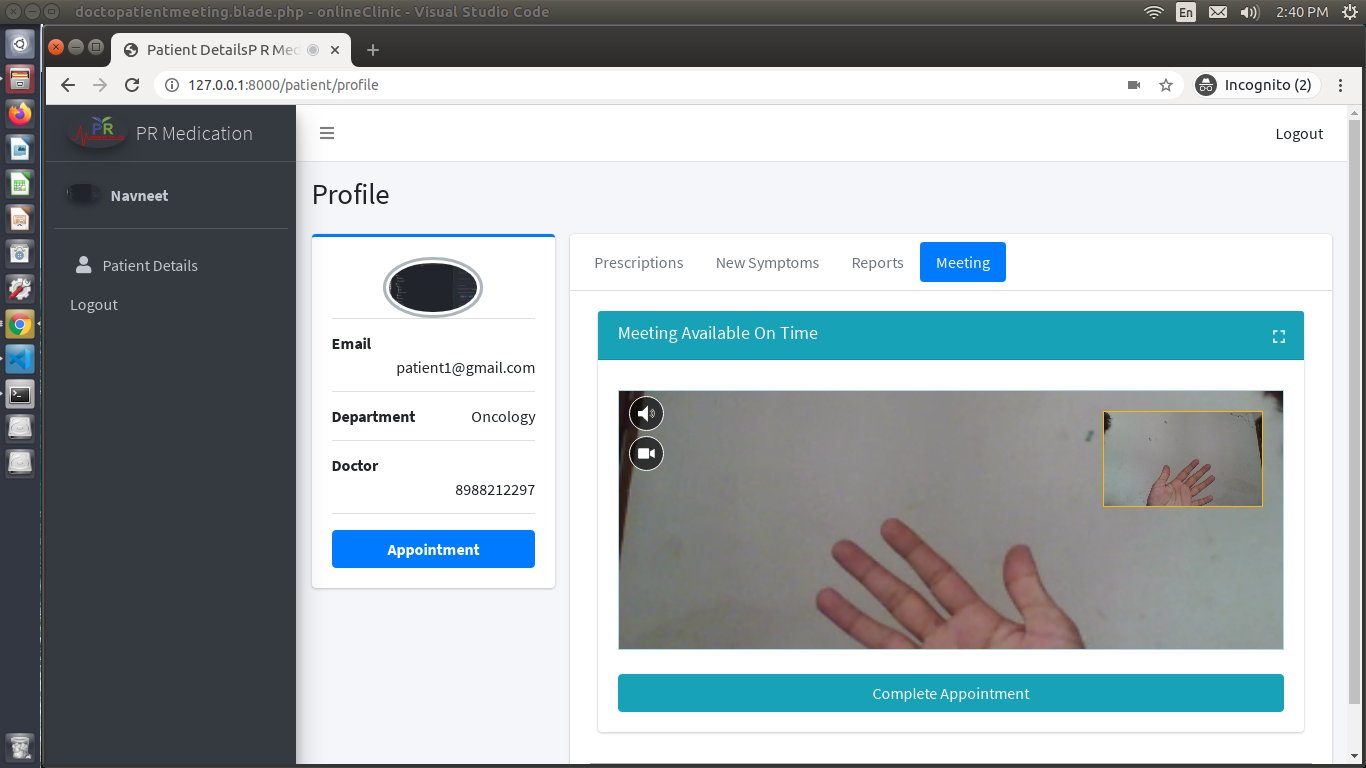 doctopatientmeeting.blade.php - onlineClinic - Visual Studio Code
En
2:40 PM
Patient DetailsP R Med
127.0.0.1:8000/patient/profile
Incognito (2)
PR
PR Medication
Logout
Navneet
Profile
Patient Details
Logout
Email
patient1@gmail.com
Department Oncology
Doctor
8988212297
Appointment
Prescriptions New Symptoms Reports Meeting
Meeting Available On Time
Complete Appointment